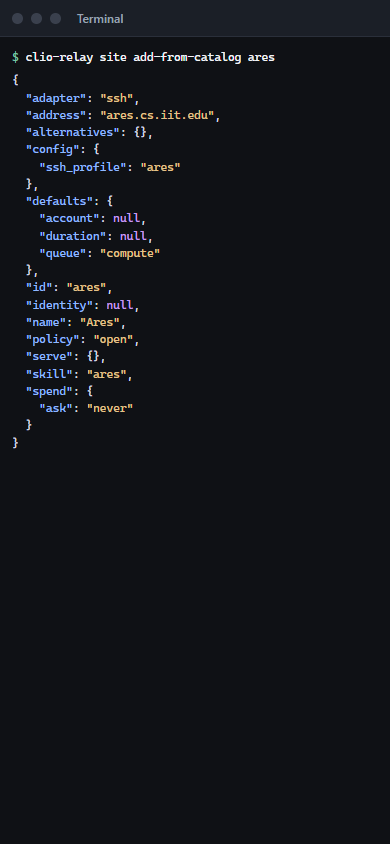 Terminal
$ clio-relay site add-from-catalog ares
{
  "adapter": "ssh",
  "address": "ares.cs.iit.edu",
  "alternatives": {},
  "config": {
    "ssh_profile": "ares"
  },
  "defaults": {
    "account": null,
    "duration": null,
    "queue": "compute"
  },
  "id": "ares",
  "identity": null,
  "name": "Ares",
  "policy": "open",
  "serve": {},
  "skill": "ares",
  "spend": {
    "ask": "never"
  }
}